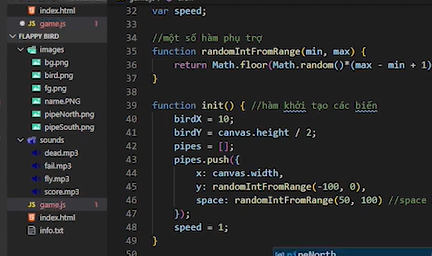 index.html
game.js 1
FLAPPY BIRD
images
bg.png
bird.png
fg.png
name.PNG
pipeNorth.png
pipeSouth.png
sounds
dead.mp3
fail.mp3
fly.mp3
score.mp3
game.js 1
index.html
info.txt
32 var speed;
33
34 //một số hàm phụ trợ
35 function randomIntFromRange(min, max) {
36 return Math.floor(Math.random()*(max - min + 1)
37 }
38
39 function init() { //hàm khởi tạo các biến
40 birdX = 10;
41 birdY = canvas.height / 2;
42 pipes = [];
43 pipes.push({
44 x: canvas.width,
45 y: randomIntFromRange(-100, 0),
46 space: randomIntFromRange(50, 100) //space
47 });
48 speed = 1;
49 }
50 pipeNorth